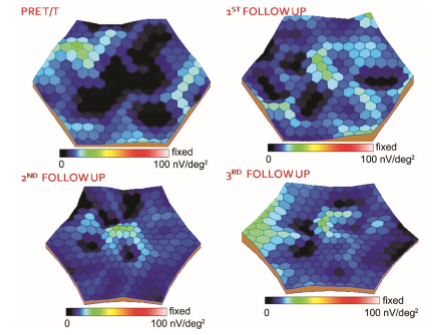 PRE T/T
fixed
0
100 nV/deg²
1ST FOLLOW UP
fixed
0
100 nV/deg²
2ND FOLLOW UP
fixed
0
100 nV/deg²
3RD FOLLOW UP
fixed
0
100 nV/deg²